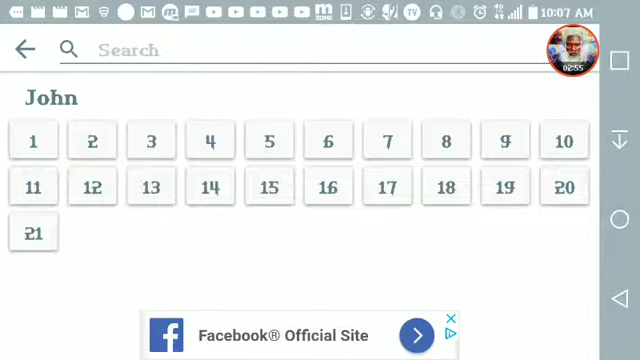 10:07 AM
Search
02:55
John
1 2 3 4 5 6 7 8 9 10
11 12 13 14 15 16 17 18 19 20
21
Facebook® Official Site